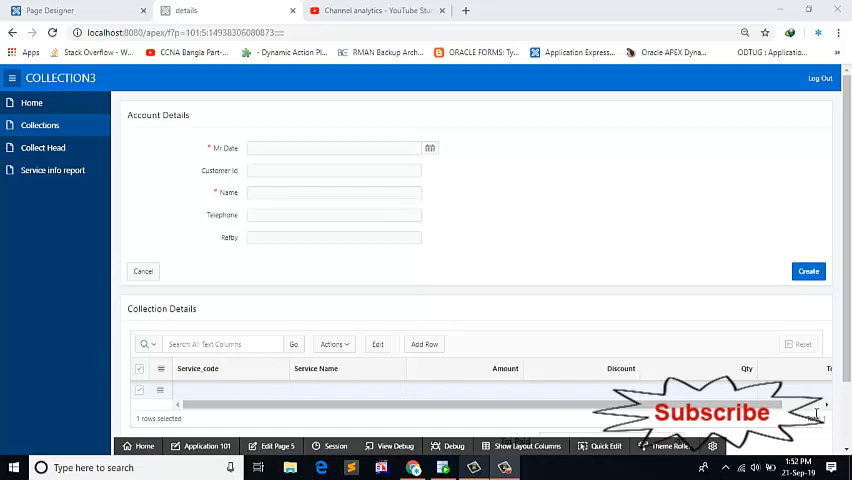 Page Designer
details
Channel analytics - YouTube Stu
localhost:8080/apex/f?p=101:5:14938306080873::::
Apps
Stack Overflow - W...
CCNA Bangla Part-...
- Dynamic Action Pl...
RMAN Backup Arch...
ORACLE FORMS: Ty...
Application Express...
Oracle APEX Dyna...
ODTUG : Applicatio...
COLLECTION3
Log Out
Home
Collections
Collect Head
Service info report
Account Details
* Mr Date
Customer Id
* Name
Telephone
Refby
Cancel
Create
Collection Details
Search: All Text Columns
Go
Actions
Edit
Add Row
Reset
Service_code
Service Name
Amount
Discount
Qty
To
1 rows selected
Subscribe
Home
Application 101
Edit Page 5
Session
View Debug
Debug
Show Layout Columns
Quick Edit
Theme Rolle
Type here to search
1:52 PM
21-Sep-19